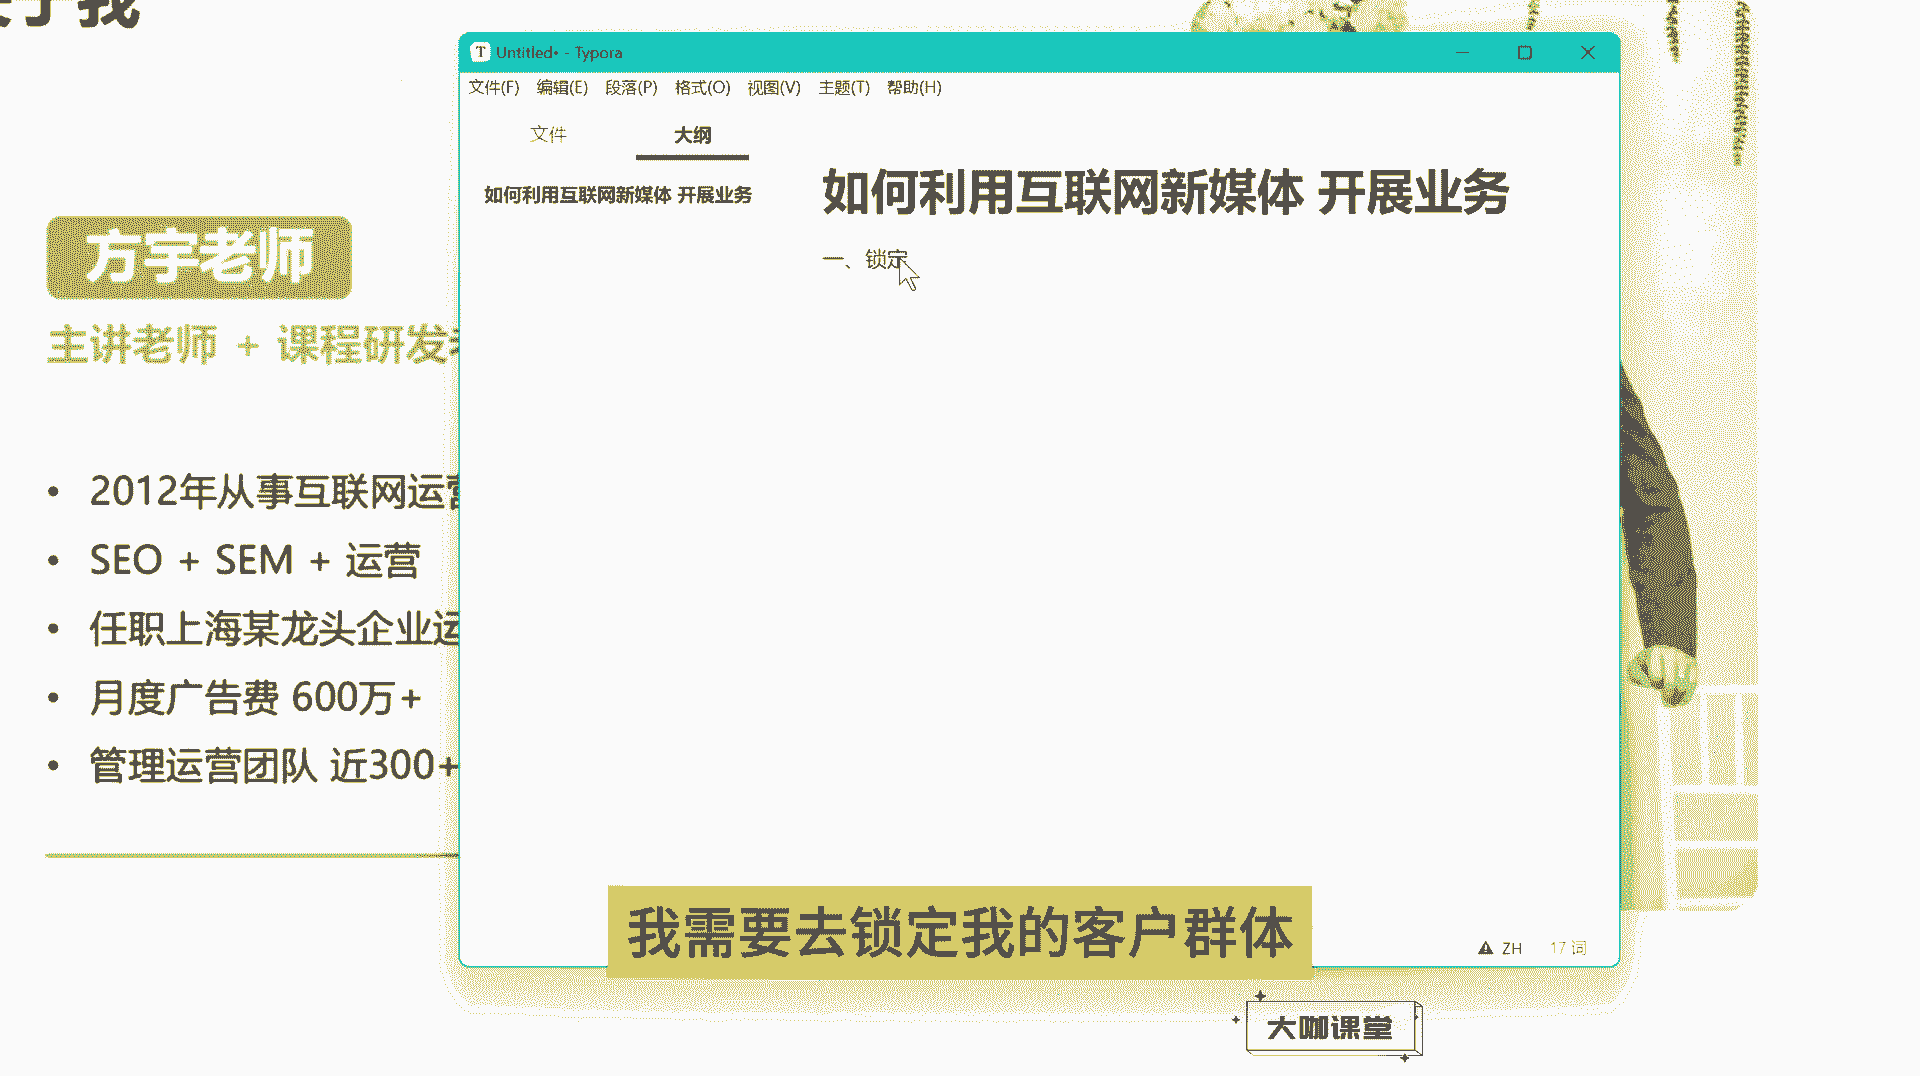 Untitled• - Typora
文件(F) 编辑(E) 段落(P) 格式(O) 视图(V) 主题(T) 帮助(H)
文件 大纲
如何利用互联网新媒体 开展业务
如何利用互联网新媒体 开展业务
一、锁定
方宇老师
主讲老师 + 课程研发
• 2012年从事互联网运营
• SEO + SEM + 运营
• 任职上海某龙头企业运
• 月度广告费 600万+
• 管理运营团队 近300+
我需要去锁定我的客户群体
ZH 17 词
大咖课堂